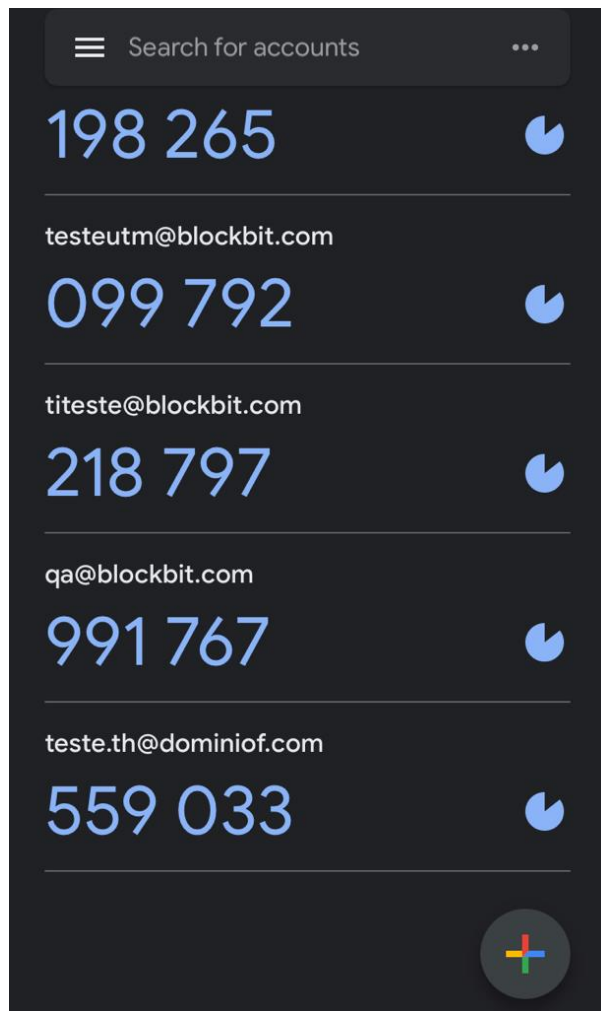 Search for accounts
198 265
testeutm@blockbit.com
099 792
titeste@blockbit.com
218 797
qa@blockbit.com
991 767
teste.th@dominiof.com
559 033